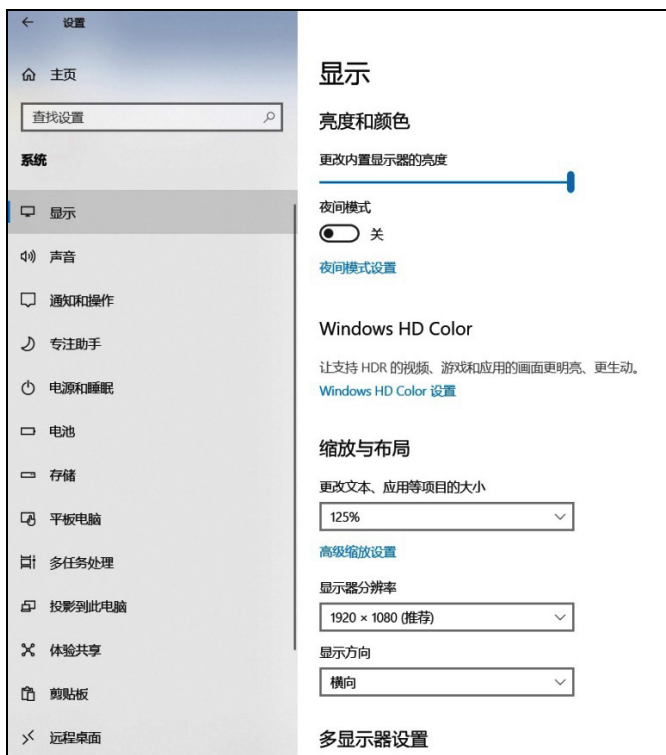 设置
主页
查找设置
系统
显示
声音
通知和操作
专注助手
电源和睡眠
电池
存储
平板电脑
多任务处理
投影到此电脑
体验共享
剪贴板
远程桌面
显示
亮度和颜色
更改内置显示器的亮度
夜间模式
关
夜间模式设置
Windows HD Color
让支持 HDR 的视频、游戏和应用的画面更明亮、更生动。
Windows HD Color 设置
缩放与布局
更改文本、应用等项目的大小
125%
高级缩放设置
显示器分辨率
1920 × 1080 (推荐)
显示方向
横向
多显示器设置